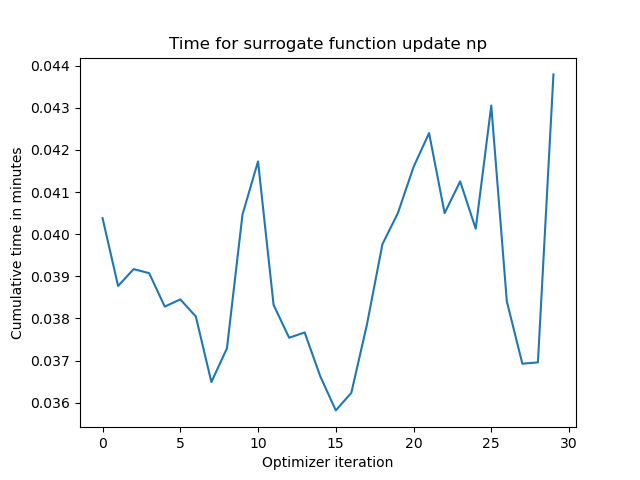 Time for surrogate function update np
0.044
0.043
0.042
0.041
0.040
0.039
0.038
0.037
0.036
Cumulative time in minutes
0 5 10 15 20 25 30
Optimizer iteration